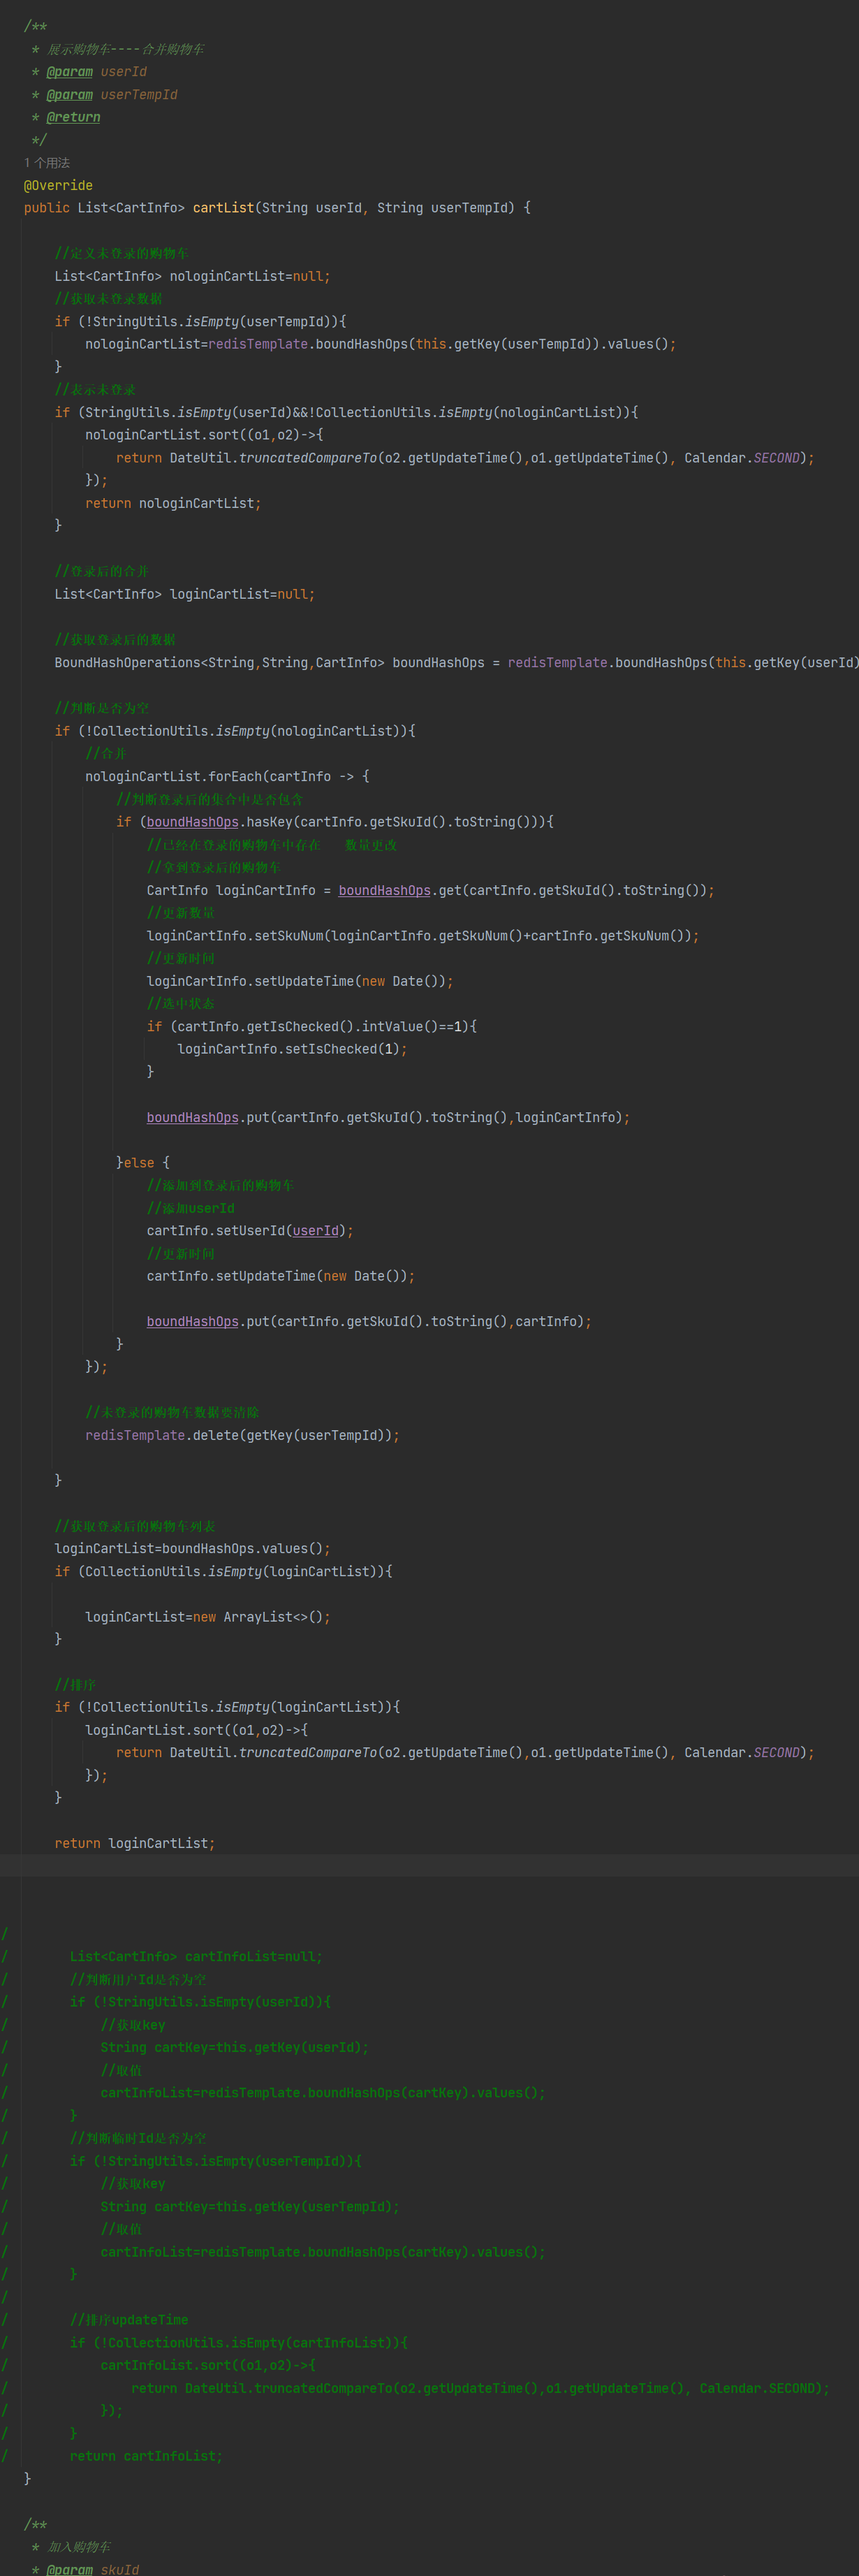 /**
 * 展示购物车----合并购物车
 * @param userId
 * @param userTempId
 * @return
 */
1 个用法
@Override
public List<CartInfo> cartList(String userId, String userTempId) {
    //定义未登录的购物车
    List<CartInfo> nologinCartList=null;
    //获取未登录数据
    if (!StringUtils.isEmpty(userTempId)){
        nologinCartList=redisTemplate.boundHashOps(this.getKey(userTempId)).values();
    }
    //表示未登录
    if (StringUtils.isEmpty(userId)&&!CollectionUtils.isEmpty(nologinCartList)){
        nologinCartList.sort((o1,o2)->{
            return DateUtil.truncatedCompareTo(o2.getUpdateTime(),o1.getUpdateTime(), Calendar.SECOND);
        });
        return nologinCartList;
    }
    //登录后的合并
    List<CartInfo> loginCartList=null;
    //获取登录后的数据
    BoundHashOperations<String,String,CartInfo> boundHashOps = redisTemplate.boundHashOps(this.getKey(userId)
    //判断是否为空
    if (!CollectionUtils.isEmpty(nologinCartList)){
        //合并
        nologinCartList.forEach(cartInfo -> {
            //判断登录后的集合中是否包含
            if (boundHashOps.hasKey(cartInfo.getSkuId().toString())){
                //已经在登录的购物车中存在   数量更改
                //拿到登录后的购物车
                CartInfo loginCartInfo = boundHashOps.get(cartInfo.getSkuId().toString());
                //更新数量
                loginCartInfo.setSkuNum(loginCartInfo.getSkuNum()+cartInfo.getSkuNum());
                //更新时间
                loginCartInfo.setUpdateTime(new Date());
                //选中状态
                if (cartInfo.getIsChecked().intValue()==1){
                    loginCartInfo.setIsChecked(1);
                }
                boundHashOps.put(cartInfo.getSkuId().toString(),loginCartInfo);
            }else {
                //添加到登录后的购物车
                //添加userId
                cartInfo.setUserId(userId);
                //更新时间
                cartInfo.setUpdateTime(new Date());
                boundHashOps.put(cartInfo.getSkuId().toString(),cartInfo);
            }
        });
        //未登录的购物车数据要清除
        redisTemplate.delete(getKey(userTempId));
    }
    //获取登录后的购物车列表
    loginCartList=boundHashOps.values();
    if (CollectionUtils.isEmpty(loginCartList)){
        loginCartList=new ArrayList<>();
    }
    //排序
    if (!CollectionUtils.isEmpty(loginCartList)){
        loginCartList.sort((o1,o2)->{
            return DateUtil.truncatedCompareTo(o2.getUpdateTime(),o1.getUpdateTime(), Calendar.SECOND);
        });
    }
    return loginCartList;
/
/        List<CartInfo> cartInfoList=null;
/        //判断用户Id是否为空
/        if (!StringUtils.isEmpty(userId)){
/            //获取key
/            String cartKey=this.getKey(userId);
/            //取值
/            cartInfoList=redisTemplate.boundHashOps(cartKey).values();
/        }
/        //判断临时Id是否为空
/        if (!StringUtils.isEmpty(userTempId)){
/            //获取key
/            String cartKey=this.getKey(userTempId);
/            //取值
/            cartInfoList=redisTemplate.boundHashOps(cartKey).values();
/        }
/
/        //排序updateTime
/        if (!CollectionUtils.isEmpty(cartInfoList)){
/            cartInfoList.sort((o1,o2)->{
/                return DateUtil.truncatedCompareTo(o2.getUpdateTime(),o1.getUpdateTime(), Calendar.SECOND);
/            });
/        }
/        return cartInfoList;
}
/**
 * 加入购物车
 * @param skuId